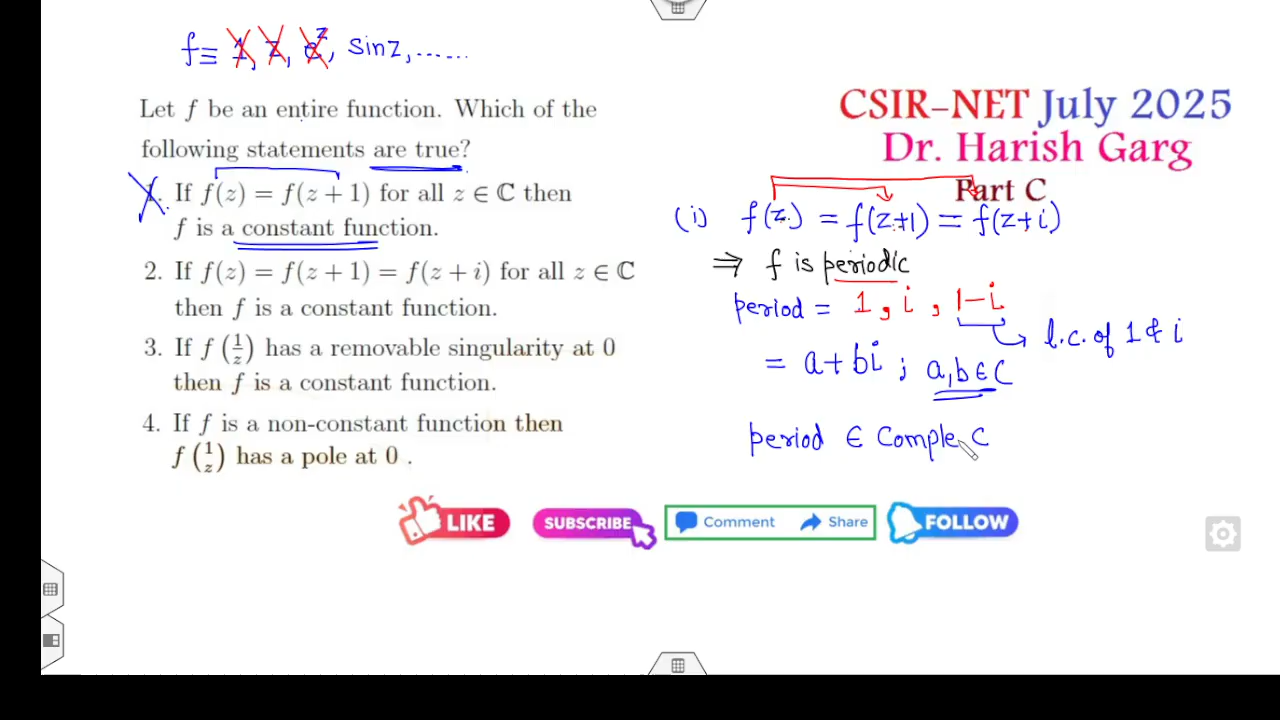 f ≡ 1, z, e^z, sinz, ......
Let f be an entire function. Which of the
following statements are true?
1. If f(z) = f(z + 1) for all z ∈ ℂ then
f is a constant function.
2. If f(z) = f(z + 1) = f(z + i) for all z ∈ ℂ
then f is a constant function.
3. If f(1/z) has a removable singularity at 0
then f is a constant function.
4. If f is a non-constant function then
f(1/z) has a pole at 0 .
CSIR-NET July 2025
Dr. Harish Garg
Part C
(i) f(z) = f(z+1) = f(z+i)
⇒ f is periodic
period = 1, i, 1-i
l.c. of 1 & i
= a+bi ; a,b ∈ C
period ∈ Comple C
LIKE
SUBSCRIBE
Comment
Share
FOLLOW